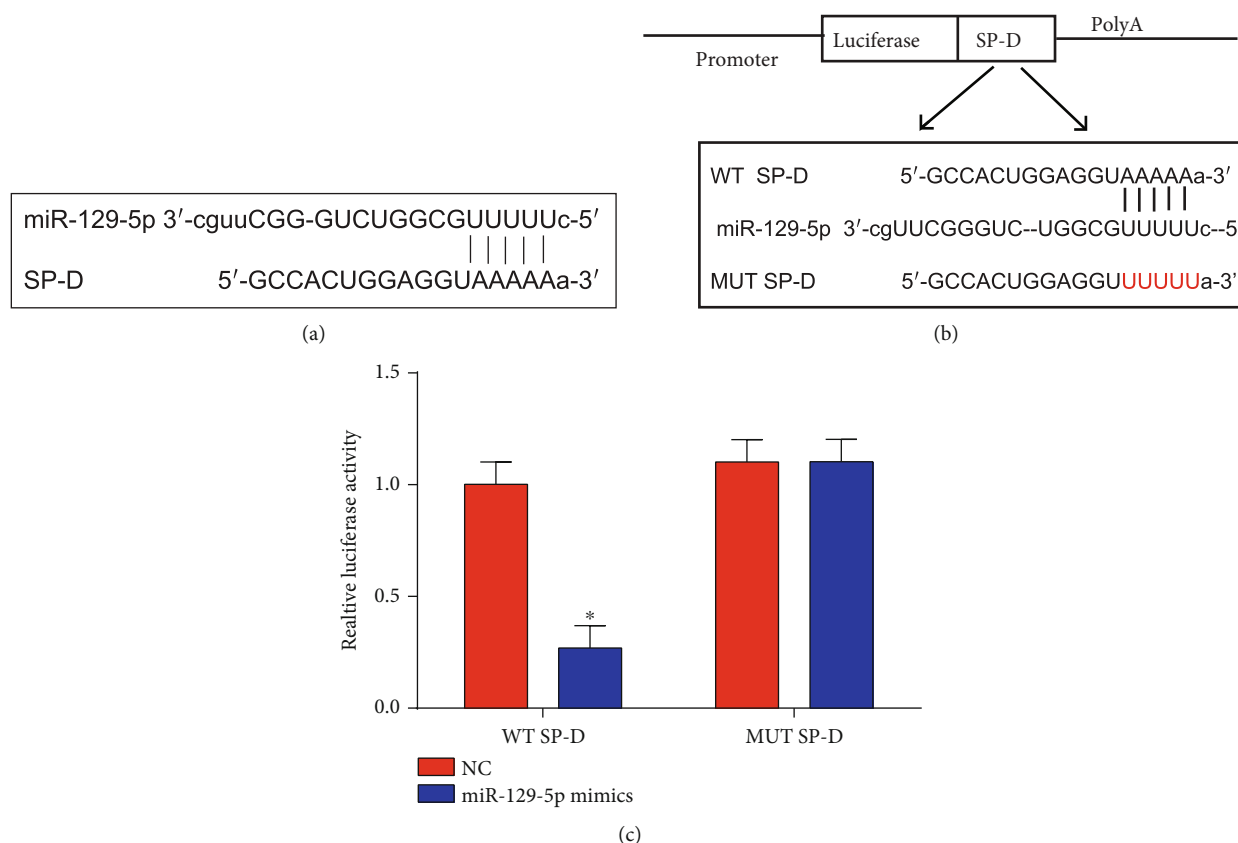 miR-129-5p 3′-cguuCGG-GUCUGGCGUUUUUc-5′
SP-D 5′-GCCACUGGAGGUAAAAAa-3′
(a)
Promoter
Luciferase
SP-D
PolyA
WT SP-D 5′-GCCACUGGAGGUAAAAAa-3′
miR-129-5p 3′-cgUUCGGGUC--UGGCGUUUUUc--5
MUT SP-D 5′-GCCACUGGAGGUUUUUUa-3'
(b)
1.5
1.0
0.5
0.0
Realtive luciferase activity
*
WT SP-D
MUT SP-D
NC
miR-129-5p mimics
(c)